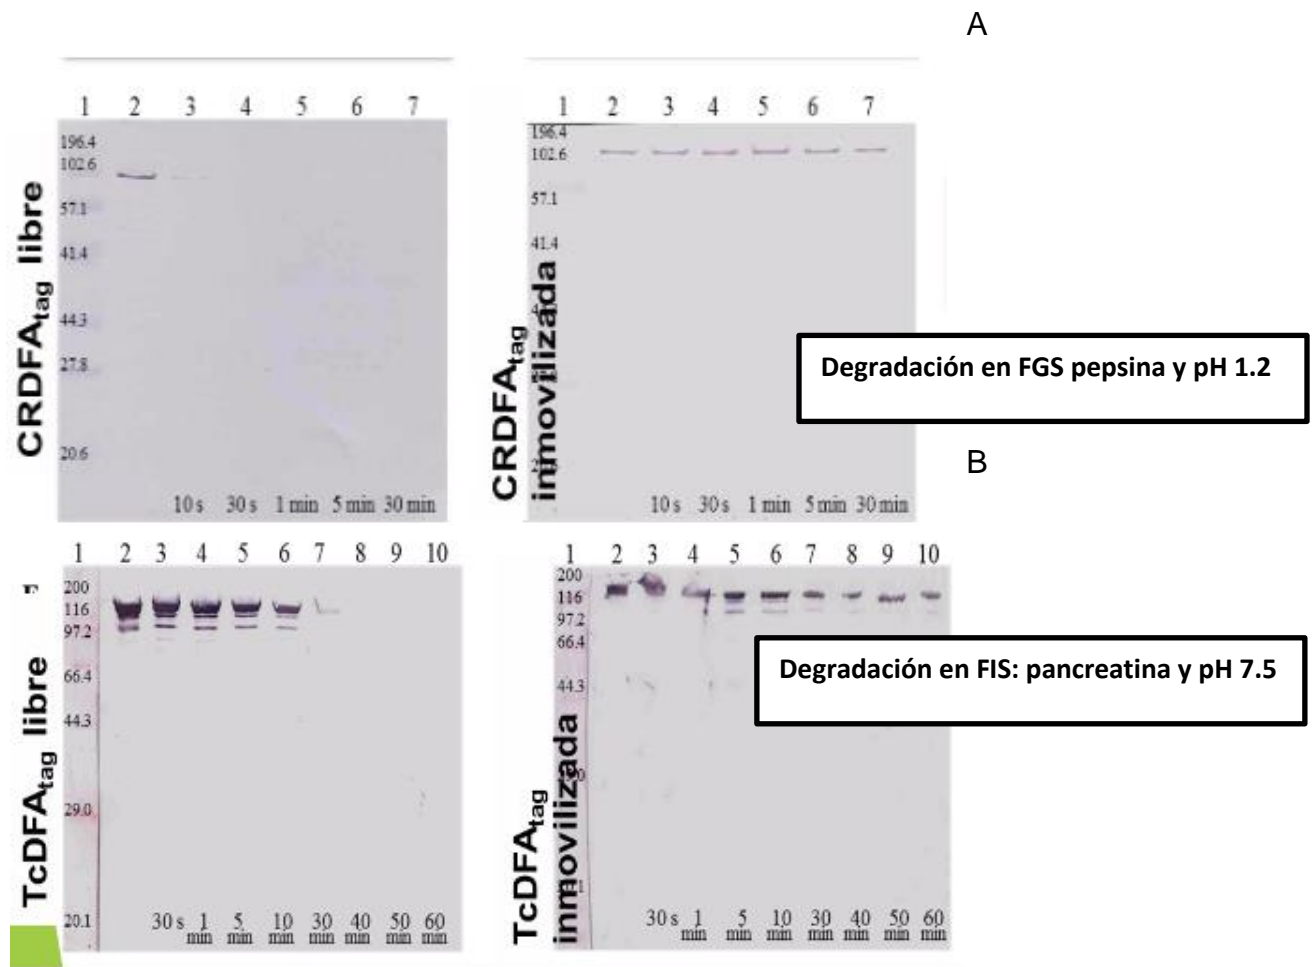 A
1 2 3 4 5 6 7
196.4
102.6
57.1
41.4
44.3
27.8
20.6
CRDFAtag libre
10 s 30 s 1 min 5 min 30 min
1 2 3 4 5 6 7
196.4
102.6
57.1
41.4
CRDFAtag
inmovilizada
10 s 30 s 1 min 5 min 30 min
Degradación en FGS pepsina y pH 1.2
B
1 2 3 4 5 6 7 8 9 10
200
116
97.2
66.4
44.3
29.0
20.1
TcDFAtag libre
30 s 1 min 5 min 10 min 30 min 40 min 50 min 60 min
1 2 3 4 5 6 7 8 9 10
200
116
97.2
66.4
44.3
TcDFAtag
inmovilizada
30 s 1 min 5 min 10 min 30 min 40 min 50 min 60 min
Degradación en FIS: pancreatina y pH 7.5